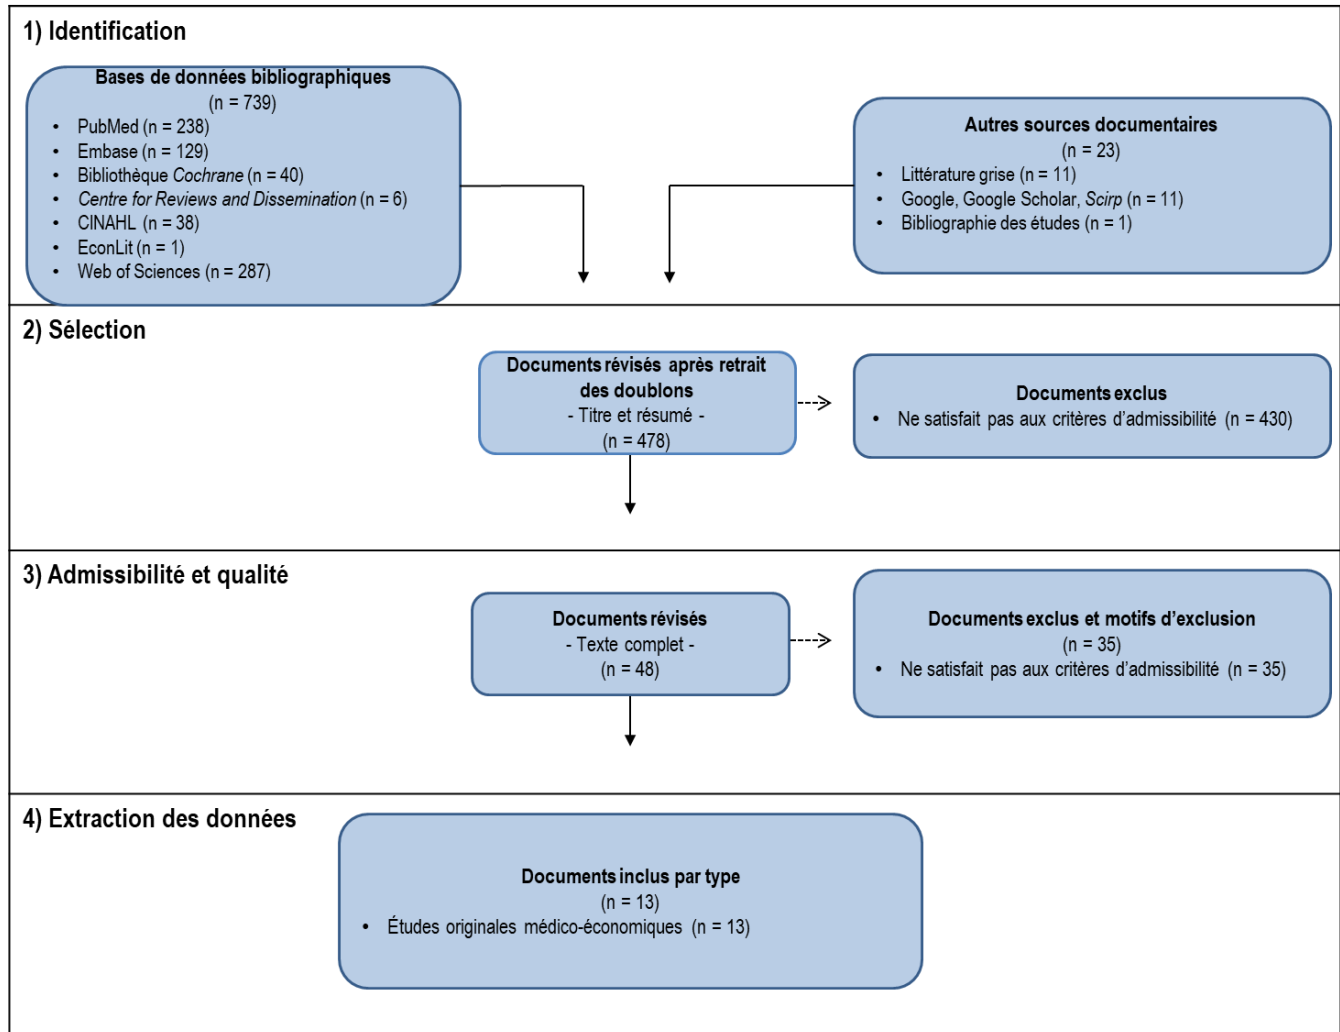 1) Identification
Bases de données bibliographiques
(n = 739)
• PubMed (n = 238)
• Embase (n = 129)
• Bibliothèque Cochrane (n = 40)
• Centre for Reviews and Dissemination (n = 6)
• CINAHL (n = 38)
• EconLit (n = 1)
• Web of Sciences (n = 287)
Autres sources documentaires
(n = 23)
• Littérature grise (n = 11)
• Google, Google Scholar, Scirp (n = 11)
• Bibliographie des études (n = 1)
2) Sélection
Documents révisés après retrait
des doublons
- Titre et résumé -
(n = 478)
Documents exclus
• Ne satisfait pas aux critères d’admissibilité (n = 430)
3) Admissibilité et qualité
Documents révisés
- Texte complet -
(n = 48)
Documents exclus et motifs d’exclusion
(n = 35)
• Ne satisfait pas aux critères d’admissibilité (n = 35)
4) Extraction des données
Documents inclus par type
(n = 13)
• Études originales médico-économiques (n = 13)